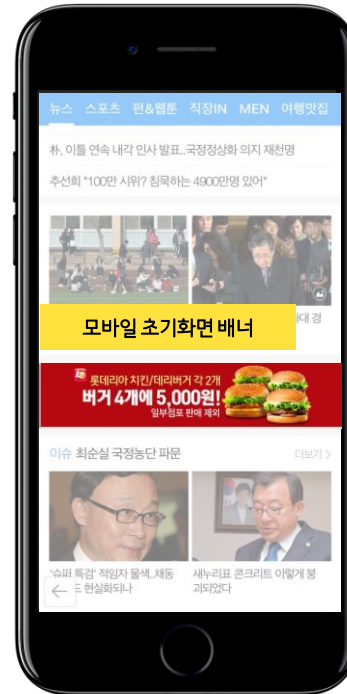 뉴스 스포츠 펀&웹툰 직장IN MEN 여행맛집
朴, 이틀 연속 내각 인사 발표..국정정상화 의지 재천명
추선희 "100만 시위? 침묵하는 4900만명 있어"
대 경
모바일 초기화면 배너
롯데리아 치킨/데리버거 각 2개
버거 4개에 5,000원!
일부점포 판매 제외
이슈 최순실 국정농단 파문
더보기 >
'슈퍼 특검' 적임자 물색..채동
도 현실화되나
새누리표 콘크리트 이렇게 붕
괴되었다